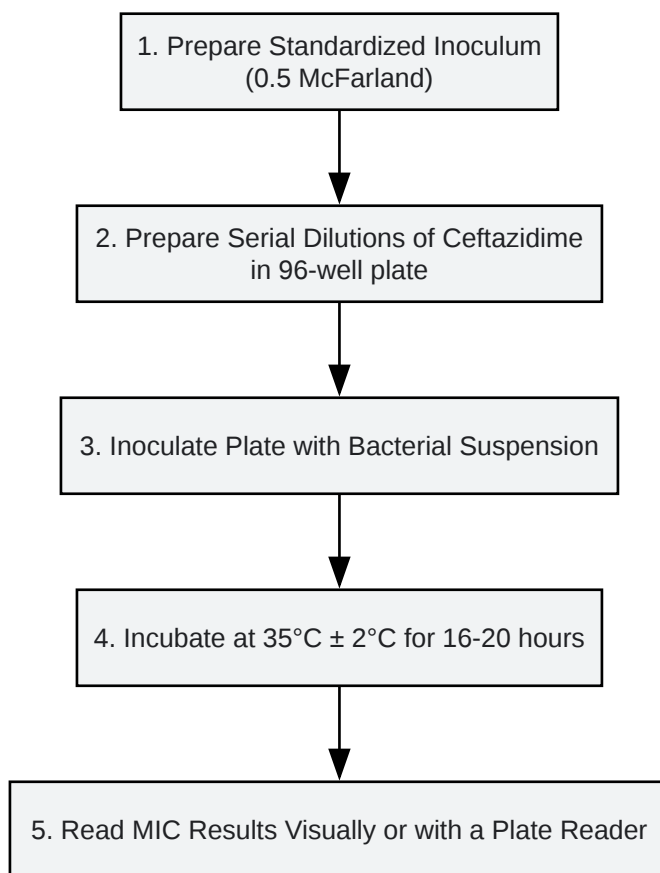 1. Prepare Standardized Inoculum
(0.5 McFarland)
2. Prepare Serial Dilutions of Ceftazidime
in 96-well plate
3. Inoculate Plate with Bacterial Suspension
4. Incubate at 35°C ± 2°C for 16-20 hours
5. Read MIC Results Visually or with a Plate Reader